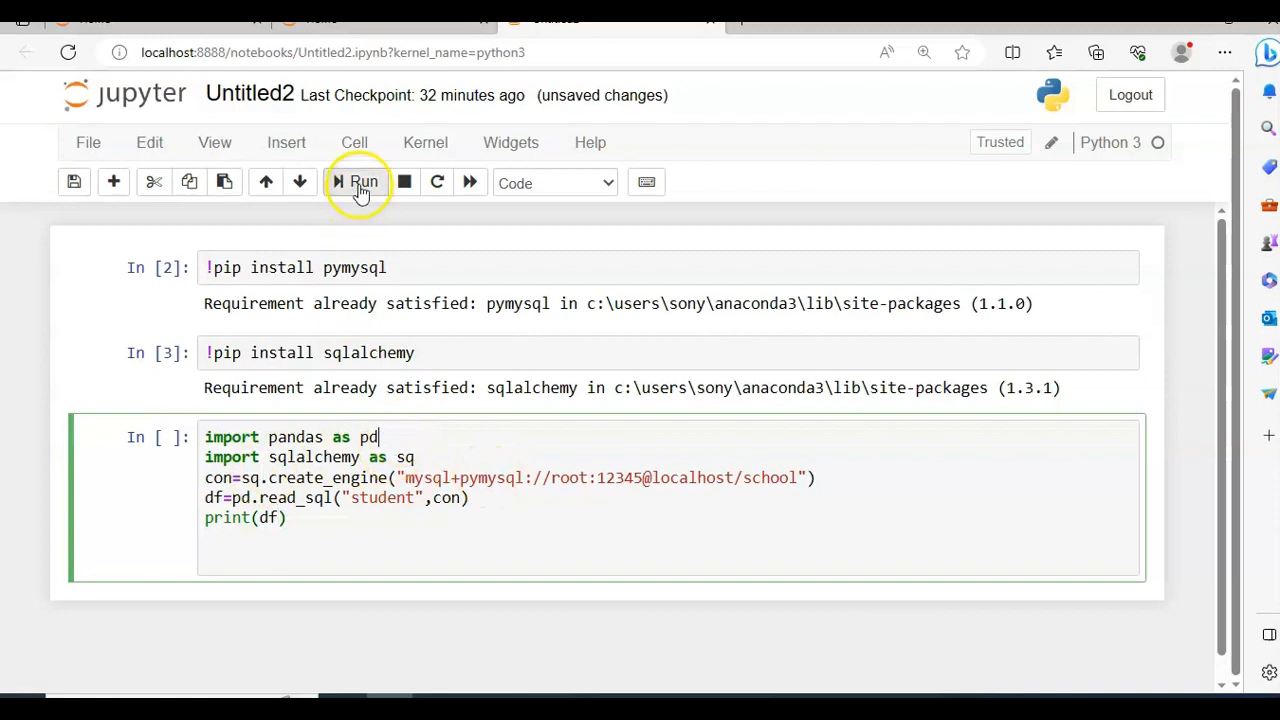 localhost:8888/notebooks/Untitled2.ipynb?kernel_name=python3
jupyter Untitled2 Last Checkpoint: 32 minutes ago (unsaved changes) Logout
File Edit View Insert Cell Kernel Widgets Help Trusted Python 3
Run Code
In [2]: !pip install pymysql
Requirement already satisfied: pymysql in c:\users\sony\anaconda3\lib\site-packages (1.1.0)
In [3]: !pip install sqlalchemy
Requirement already satisfied: sqlalchemy in c:\users\sony\anaconda3\lib\site-packages (1.3.1)
In [ ]: import pandas as pd
import sqlalchemy as sq
con=sq.create_engine("mysql+pymysql://root:12345@localhost/school")
df=pd.read_sql("student",con)
print(df)